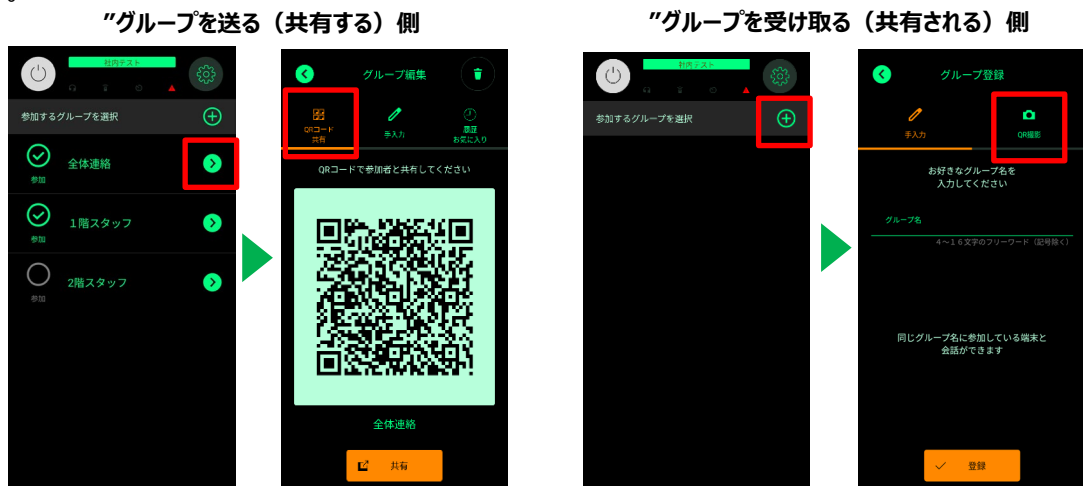 ”グループを送る（共有する）側
社内テスト
参加するグループを選択
全体連絡
参加
１階スタッフ
参加
2階スタッフ
参加
グループ編集
QRコード
共有
手入力
履歴
お気に入り
QRコードで参加者と共有してください
全体連絡
共有
”グループを受け取る（共有される）側
社内テスト
参加するグループを選択
グループ登録
手入力
QR撮影
お好きなグループ名を
入力してください
グループ名
４～１６文字のフリーワード（記号除く）
同じグループ名に参加している端末と
会話ができます
登録